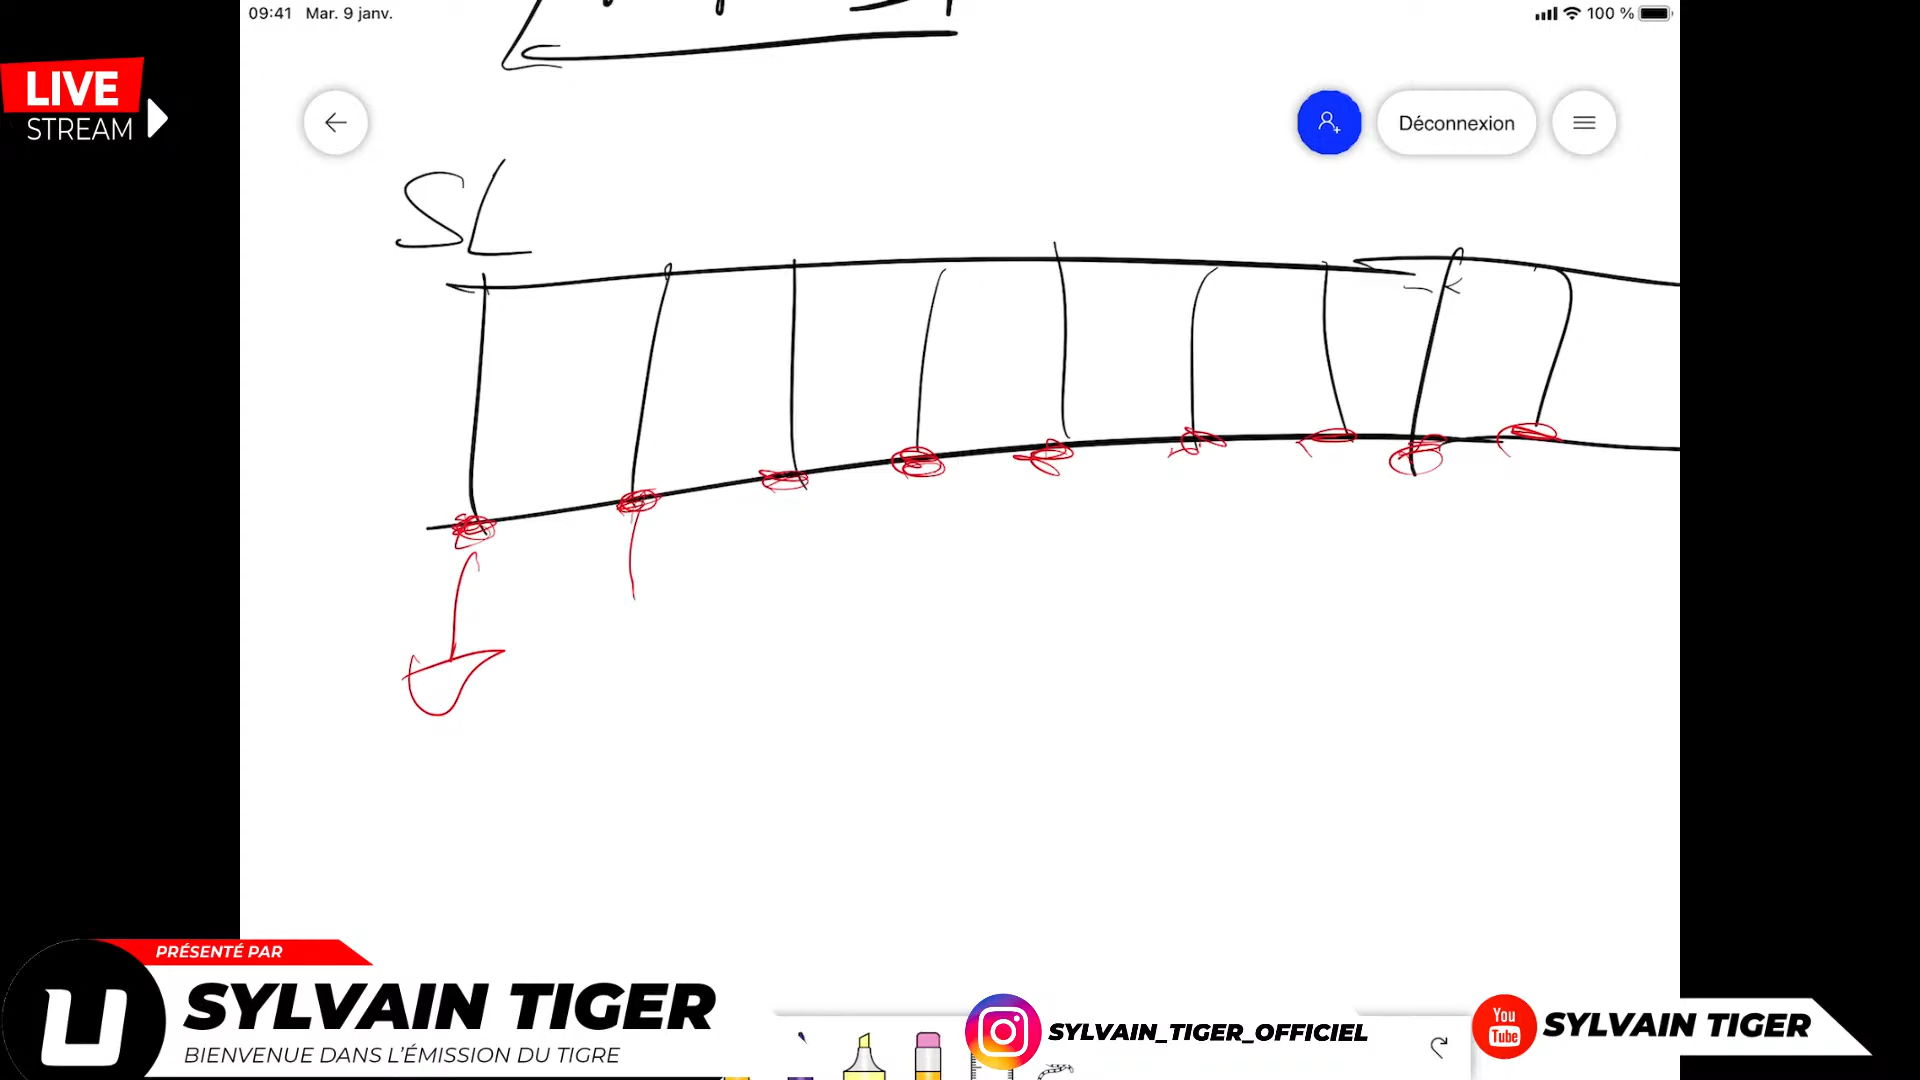 09:41 Mar. 9 janv.
100 %
LIVE
STREAM
Déconnexion
SL
PRÉSENTÉ PAR
SYLVAIN TIGER
BIENVENUE DANS L'ÉMISSION DU TIGRE
SYLVAIN_TIGER_OFFICIEL
You
Tube
SYLVAIN TIGER